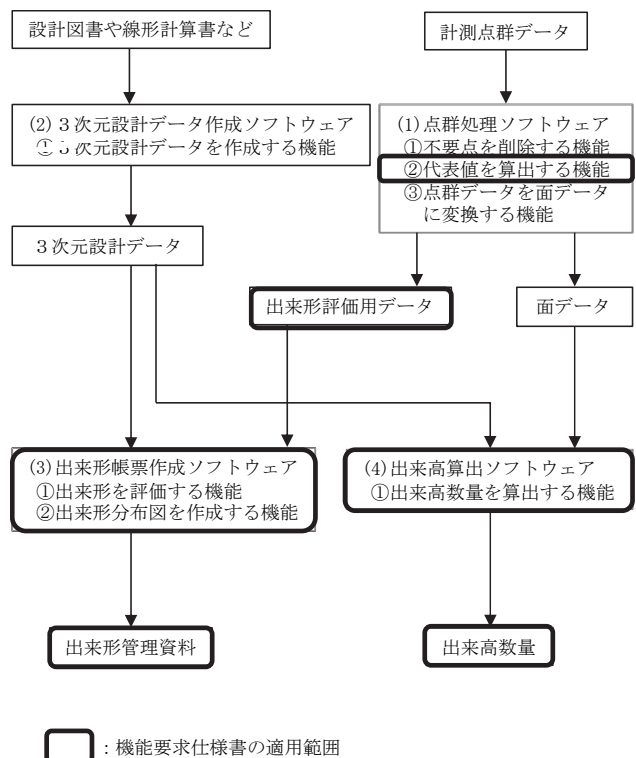 設計図書や線形計算書など
計測点群データ
(2)３次元設計データ作成ソフトウェア
①３次元設計データを作成する機能
(1)点群処理ソフトウェア
①不要点を削除する機能
②代表値を算出する機能
③点群データを面データ
に変換する機能
３次元設計データ
出来形評価用データ
面データ
(3)出来形帳票作成ソフトウェア
①出来形を評価する機能
②出来形分布図を作成する機能
(4)出来高算出ソフトウェア
①出来高数量を算出する機能
出来形管理資料
出来高数量
：機能要求仕様書の適用範囲